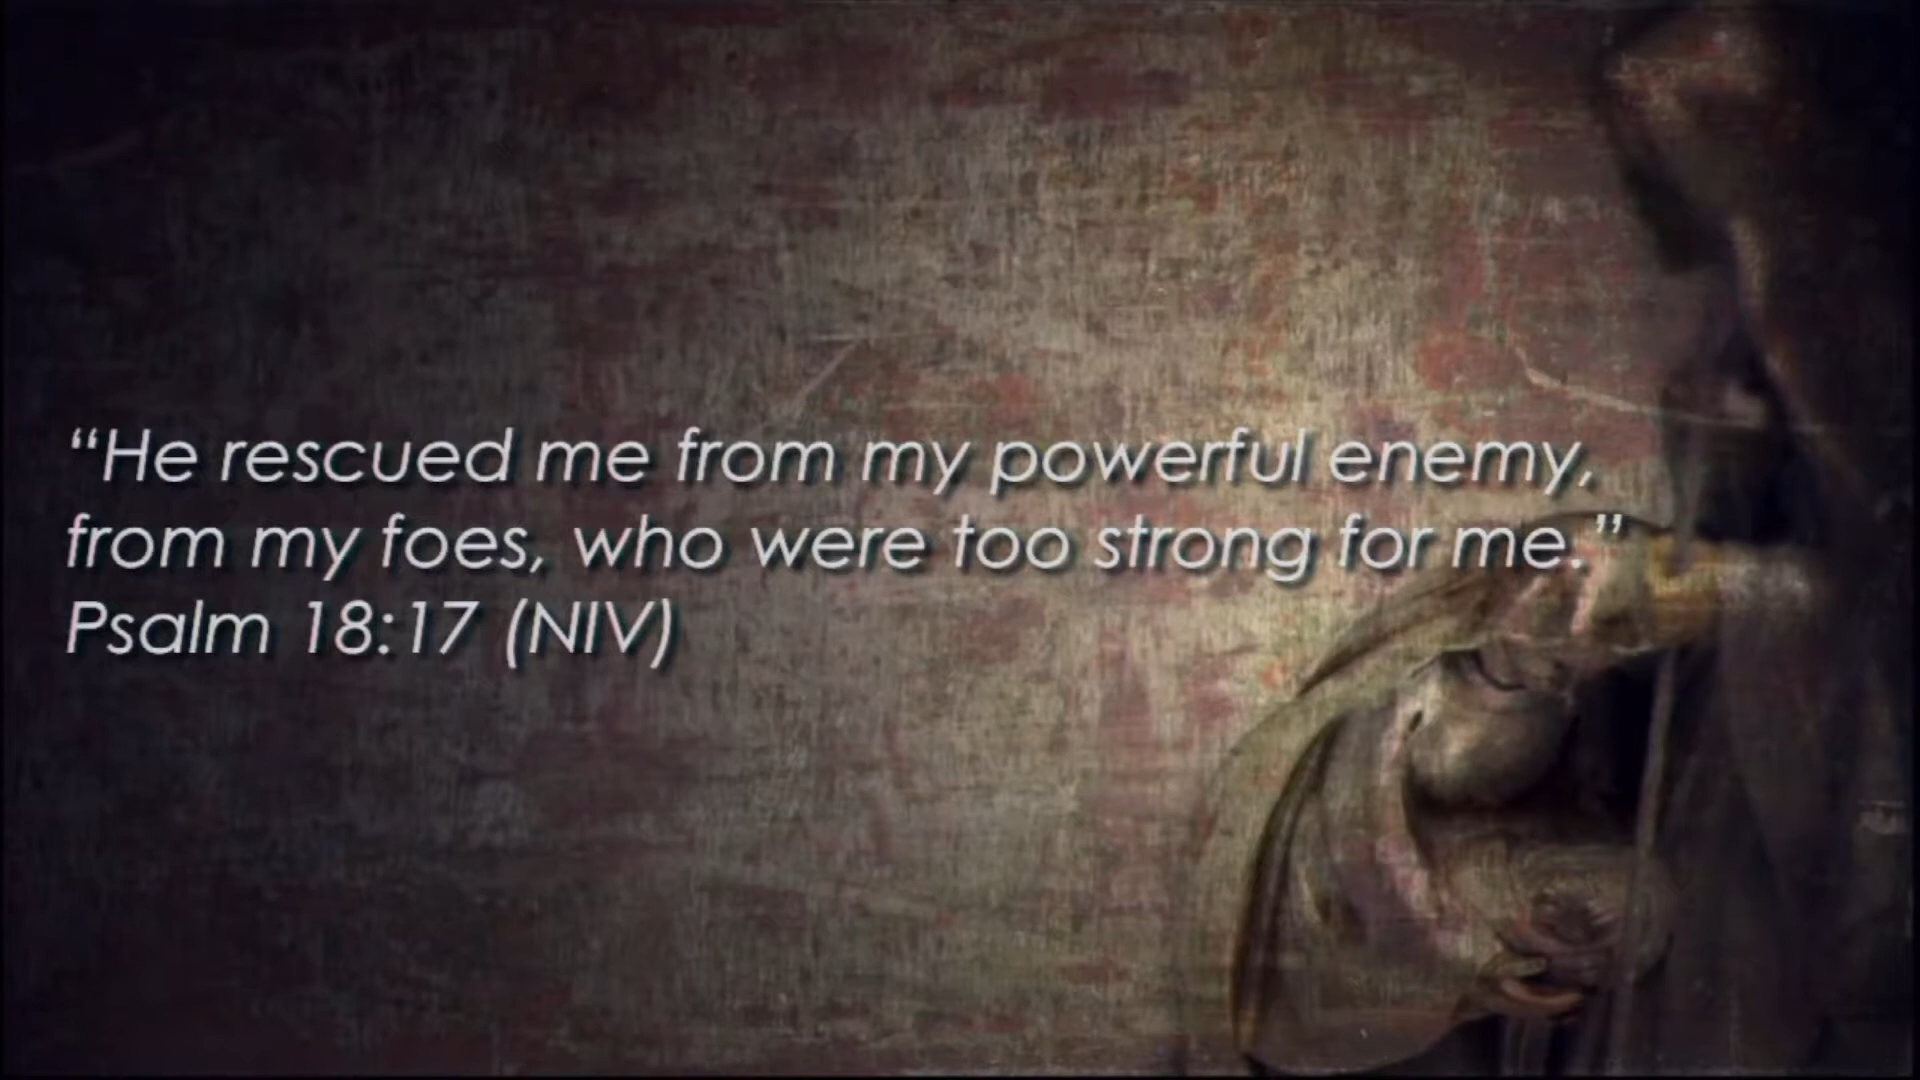 “He rescued me from my powerful enemy,
from my foes, who were too strong for me.”
Psalm 18:17 (NIV)